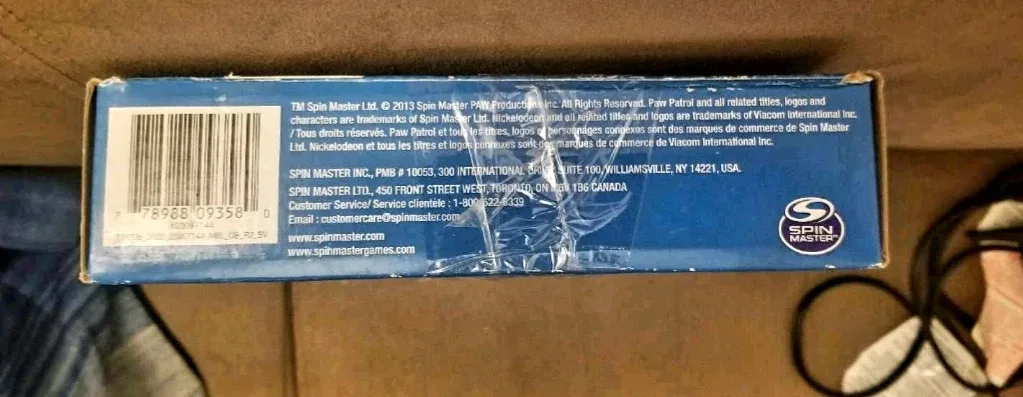 TM Spin Master Ltd. © 2013 Spin Master PAW Productions Inc. All Rights Reserved. Paw Patrol and all related titles, logos and
characters are trademarks of Spin Master Ltd. Nickelodeon and all related titles and logos are trademarks of Viacom International Inc.
/ Tous droits réservés. Paw Patrol et tous les titres, logos et personnages connexes sont des marques de commerce de Spin Master
Ltd. Nickelodeon et tous les titres et logos connexes sont des marques de commerce de Viacom International Inc.
SPIN MASTER INC., PMB # 10053, 300 INTERNATIONAL DRIVE SUITE 100, WILLIAMSVILLE, NY 14221, USA.
SPIN MASTER LTD., 450 FRONT STREET WEST, TORONTO, ON M5V 1B6 CANADA
Customer Service/ Service clientèle : 1-800-622-8339
Email : customercare@spinmaster.com
www.spinmaster.com
www.spinmastergames.com
7 78988 09358 0
SPIN
MASTER™